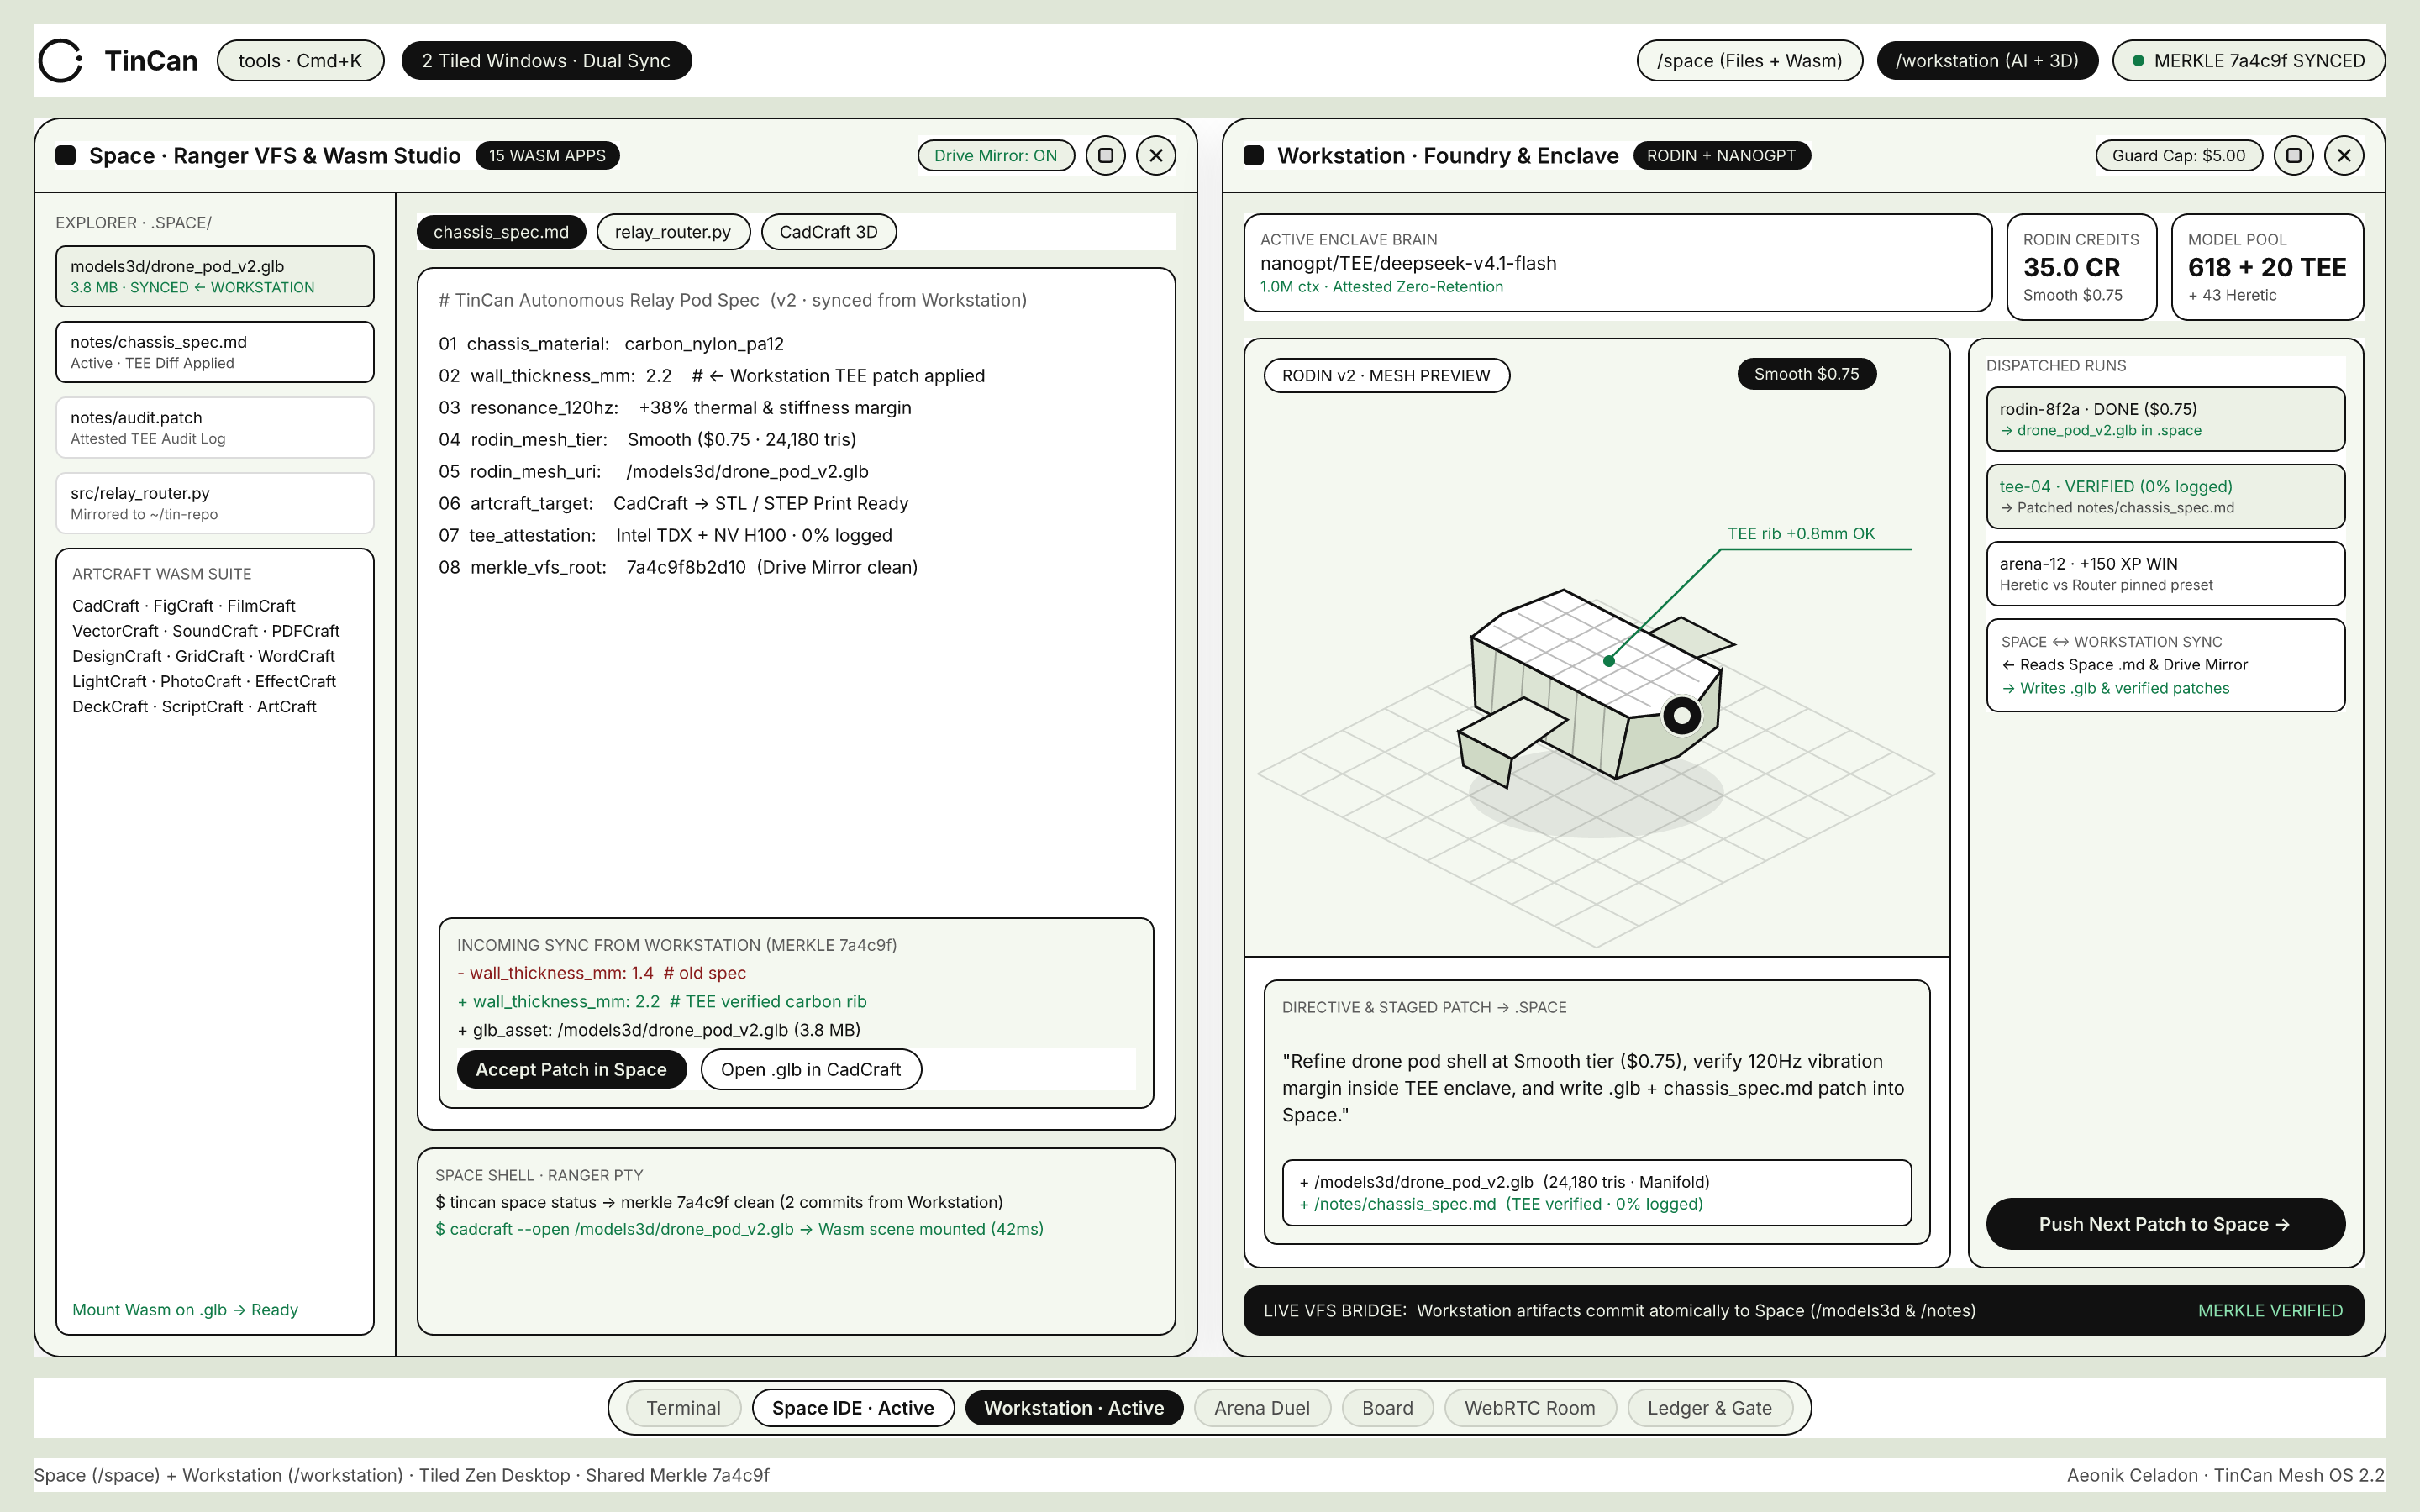 TinCan
tools · Cmd+K
2 Tiled Windows · Dual Sync
/space (Files + Wasm)
/workstation (AI + 3D)
MERKLE 7a4c9f SYNCED
Space · Ranger VFS & Wasm Studio
15 WASM APPS
Drive Mirror: ON
EXPLORER · .SPACE/
models3d/drone_pod_v2.glb
3.8 MB · SYNCED ← WORKSTATION
notes/chassis_spec.md
Active · TEE Diff Applied
notes/audit.patch
Attested TEE Audit Log
src/relay_router.py
Mirrored to ~/tin-repo
ARTCRAFT WASM SUITE
CadCraft · FigCraft · FilmCraft
VectorCraft · SoundCraft · PDFCraft
DesignCraft · GridCraft · WordCraft
LightCraft · PhotoCraft · EffectCraft
DeckCraft · ScriptCraft · ArtCraft
Mount Wasm on .glb → Ready
chassis_spec.md
relay_router.py
CadCraft 3D
# TinCan Autonomous Relay Pod Spec (v2 · synced from Workstation)
01 chassis_material: carbon_nylon_pa12
02 wall_thickness_mm: 2.2 # ← Workstation TEE patch applied
03 resonance_120hz: +38% thermal & stiffness margin
04 rodin_mesh_tier: Smooth ($0.75 · 24,180 tris)
05 rodin_mesh_uri: /models3d/drone_pod_v2.glb
06 artcraft_target: CadCraft → STL / STEP Print Ready
07 tee_attestation: Intel TDX + NV H100 · 0% logged
08 merkle_vfs_root: 7a4c9f8b2d10 (Drive Mirror clean)
INCOMING SYNC FROM WORKSTATION (MERKLE 7a4c9f)
- wall_thickness_mm: 1.4 # old spec
+ wall_thickness_mm: 2.2 # TEE verified carbon rib
+ glb_asset: /models3d/drone_pod_v2.glb (3.8 MB)
Accept Patch in Space
Open .glb in CadCraft
SPACE SHELL · RANGER PTY
$ tincan space status → merkle 7a4c9f clean (2 commits from Workstation)
$ cadcraft --open /models3d/drone_pod_v2.glb → Wasm scene mounted (42ms)
Workstation · Foundry & Enclave
RODIN + NANOGPT
Guard Cap: $5.00
ACTIVE ENCLAVE BRAIN
nanogpt/TEE/deepseek-v4.1-flash
1.0M ctx · Attested Zero-Retention
RODIN CREDITS
35.0 CR
Smooth $0.75
MODEL POOL
618 + 20 TEE
+ 43 Heretic
RODIN v2 · MESH PREVIEW
Smooth $0.75
TEE rib +0.8mm OK
DIRECTIVE & STAGED PATCH → .SPACE
"Refine drone pod shell at Smooth tier ($0.75), verify 120Hz vibration
margin inside TEE enclave, and write .glb + chassis_spec.md patch into
Space."
+ /models3d/drone_pod_v2.glb (24,180 tris · Manifold)
+ /notes/chassis_spec.md (TEE verified · 0% logged)
DISPATCHED RUNS
rodin-8f2a · DONE ($0.75)
→ drone_pod_v2.glb in .space
tee-04 · VERIFIED (0% logged)
→ Patched notes/chassis_spec.md
arena-12 · +150 XP WIN
Heretic vs Router pinned preset
SPACE ↔ WORKSTATION SYNC
← Reads Space .md & Drive Mirror
→ Writes .glb & verified patches
Push Next Patch to Space →
LIVE VFS BRIDGE: Workstation artifacts commit atomically to Space (/models3d & /notes)
MERKLE VERIFIED
Terminal
Space IDE · Active
Workstation · Active
Arena Duel
Board
WebRTC Room
Ledger & Gate
Space (/space) + Workstation (/workstation) · Tiled Zen Desktop · Shared Merkle 7a4c9f
Aeonik Celadon · TinCan Mesh OS 2.2